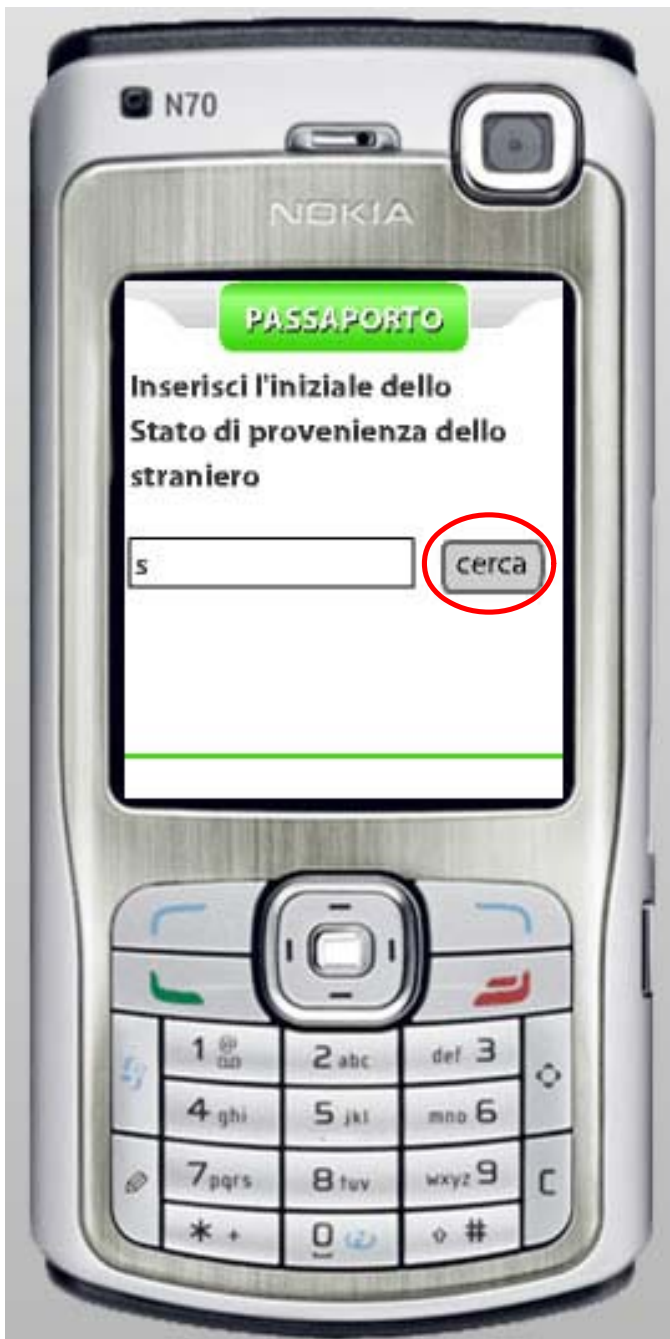 N70
NOKIA
PASSAPORTO
Inserisci l'iniziale dello
Stato di provenienza dello
straniero
s cerca
1 @ 2 abc def 3
4 ghi 5 jkl mno 6
7 pqrs 8 tuv wxyz 9 C
* + 0 #